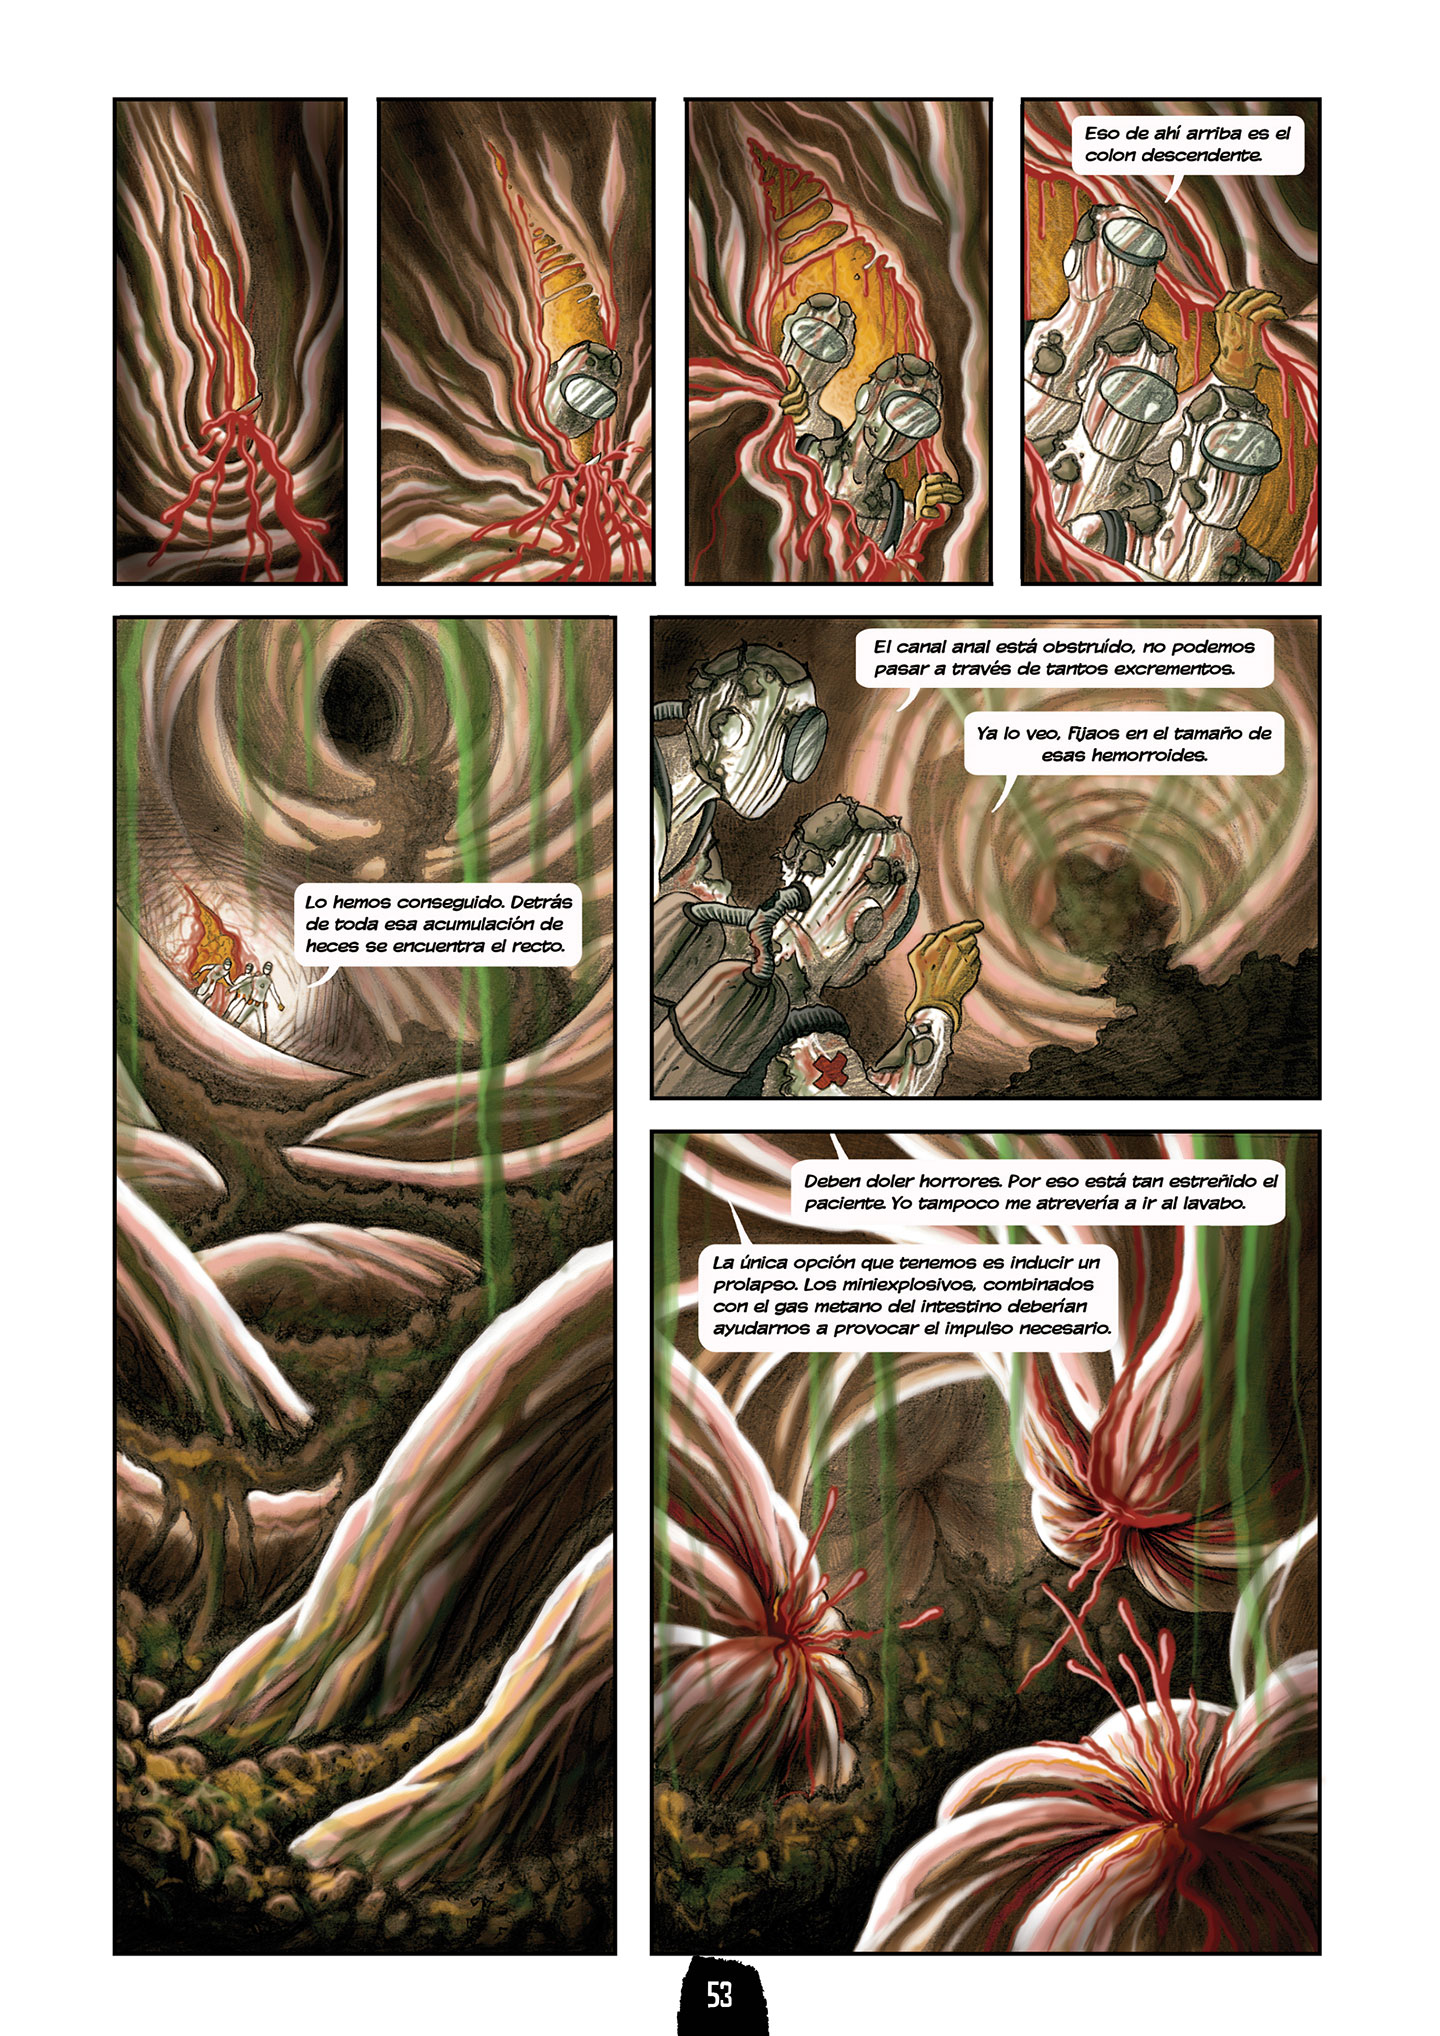 Eso de ahí arriba es el
colon descendente.
Lo hemos conseguido. Detrás
de toda esa acumulación de
heces se encuentra el recto.
El canal anal está obstruído, no podemos
pasar a través de tantos excrementos.
Ya lo veo, Fijaos en el tamaño de
esas hemorroides.
Deben doler horrores. Por eso está tan estreñido el
paciente. Yo tampoco me atrevería a ir al lavabo.
La única opción que tenemos es inducir un
prolapso. Los miniexplosivos, combinados
con el gas metano del intestino deberían
ayudarnos a provocar el impulso necesario.
53